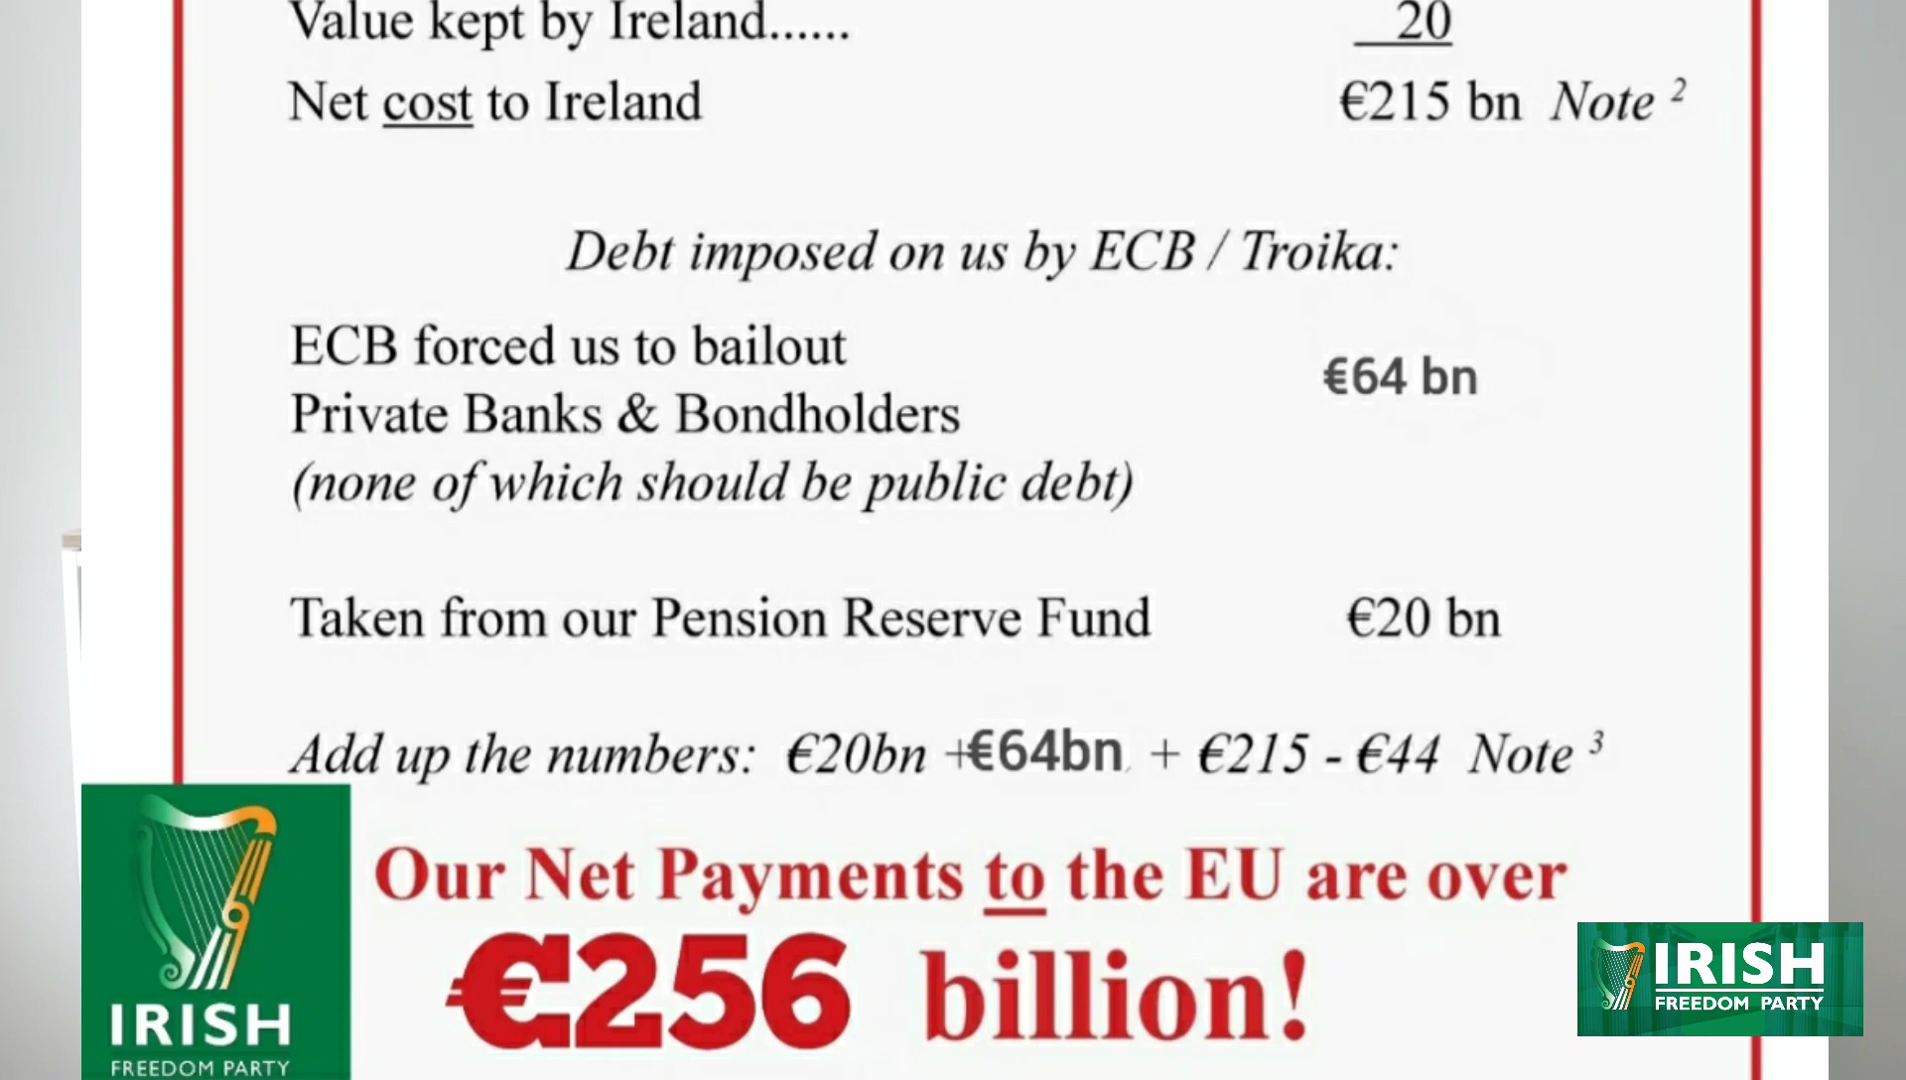 Value kept by Ireland...... 20
Net cost to Ireland €215 bn Note 2
Debt imposed on us by ECB / Troika:
ECB forced us to bailout
Private Banks & Bondholders €64 bn
(none of which should be public debt)
Taken from our Pension Reserve Fund €20 bn
Add up the numbers: €20bn +€64bn + €215 - €44 Note 3
Our Net Payments to the EU are over
€256 billion!
IRISH
FREEDOM PARTY
IRISH
FREEDOM PARTY